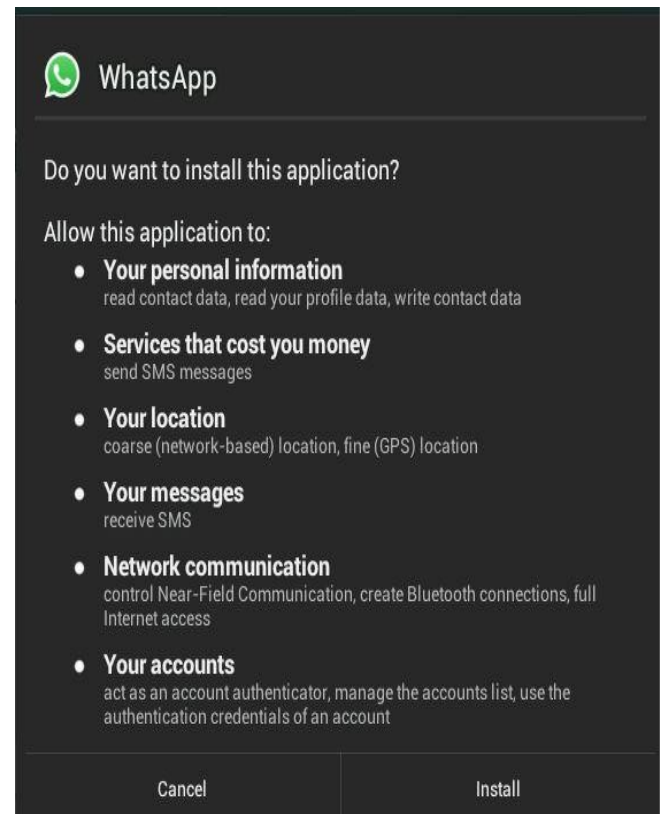 WhatsApp
Do you want to install this application?
Allow this application to:
● Your personal information
read contact data, read your profile data, write contact data
● Services that cost you money
send SMS messages
● Your location
coarse (network-based) location, fine (GPS) location
● Your messages
receive SMS
● Network communication
control Near-Field Communication, create Bluetooth connections, full
Internet access
● Your accounts
act as an account authenticator, manage the accounts list, use the
authentication credentials of an account
Cancel
Install